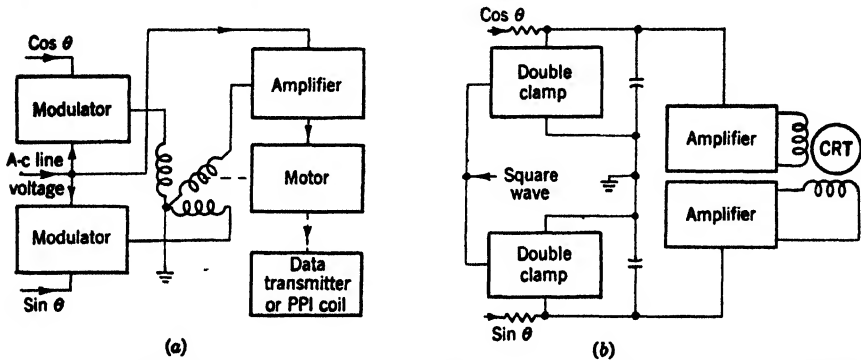 Cos θ
Modulator
A-c line
voltage
Modulator
Sin θ
Amplifier
Motor
Data
transmitter
or PPI coil
(a)
Cos θ
Double
clamp
Square
wave
Double
clamp
Sin θ
Amplifier
CRT
Amplifier
(b)